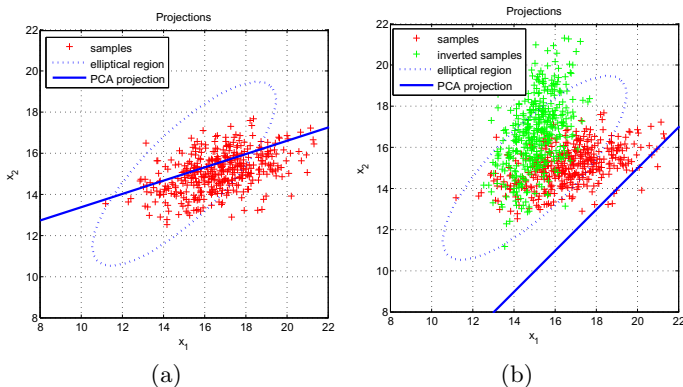 Projections
22
20
18
16
14
12
10
8
8 10 12 14 16 18 20 22
x₂
x₁
samples
elliptical region
PCA projection
(a)
Projections
22
20
18
16
14
12
10
8
8 10 12 14 16 18 20 22
x₂
x₁
samples
inverted samples
elliptical region
PCA projection
(b)